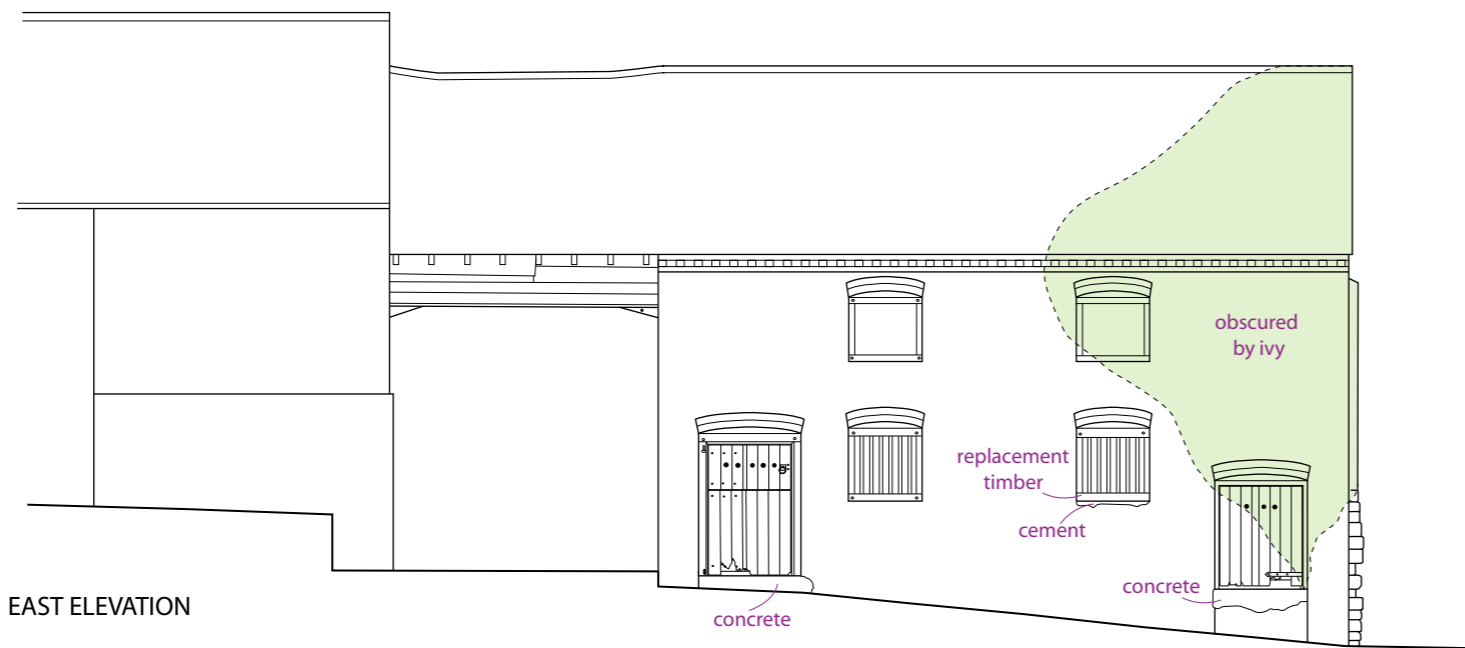 obscured
by ivy
replacement
timber
cement
concrete
concrete
EAST ELEVATION